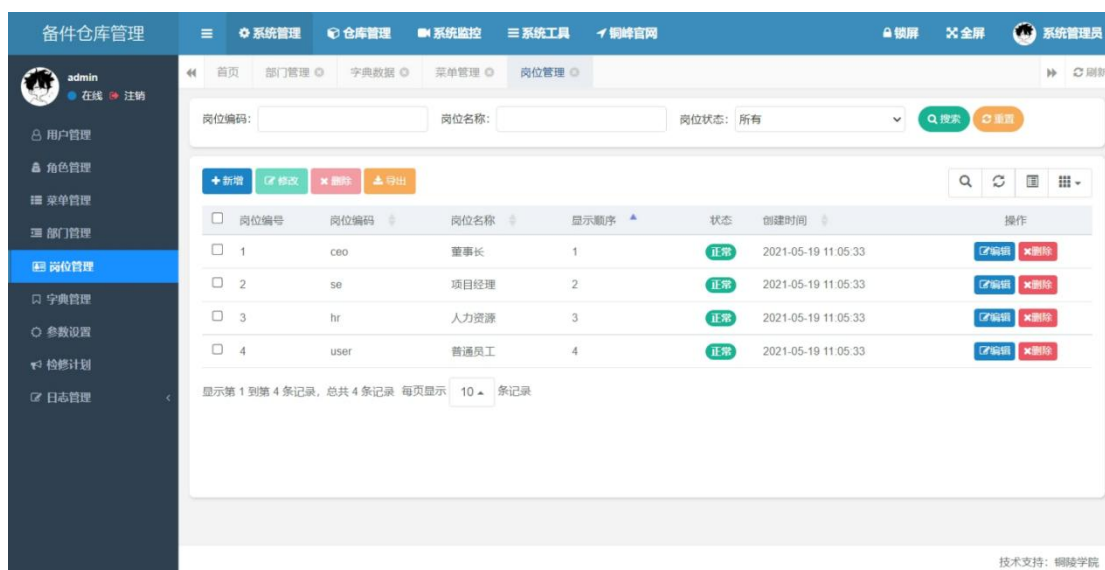 备件仓库管理 系统管理 仓库管理 系统监控 系统工具 铜峰官网 锁屏 全屏 系统管理员
admin
在线 注销
首页 部门管理 字典数据 菜单管理 岗位管理 刷新
用户管理
角色管理
菜单管理
部门管理
岗位管理
字典管理
参数设置
检修计划
日志管理
岗位编码: 岗位名称: 岗位状态: 所有 搜索 重置
新增 修改 删除 导出
岗位编号 岗位编码 岗位名称 显示顺序 状态 创建时间 操作
1 ceo 董事长 1 正常 2021-05-19 11:05:33 编辑 删除
2 se 项目经理 2 正常 2021-05-19 11:05:33 编辑 删除
3 hr 人力资源 3 正常 2021-05-19 11:05:33 编辑 删除
4 user 普通员工 4 正常 2021-05-19 11:05:33 编辑 删除
显示第 1 到第 4 条记录，总共 4 条记录 每页显示 10 条记录
技术支持：铜陵学院